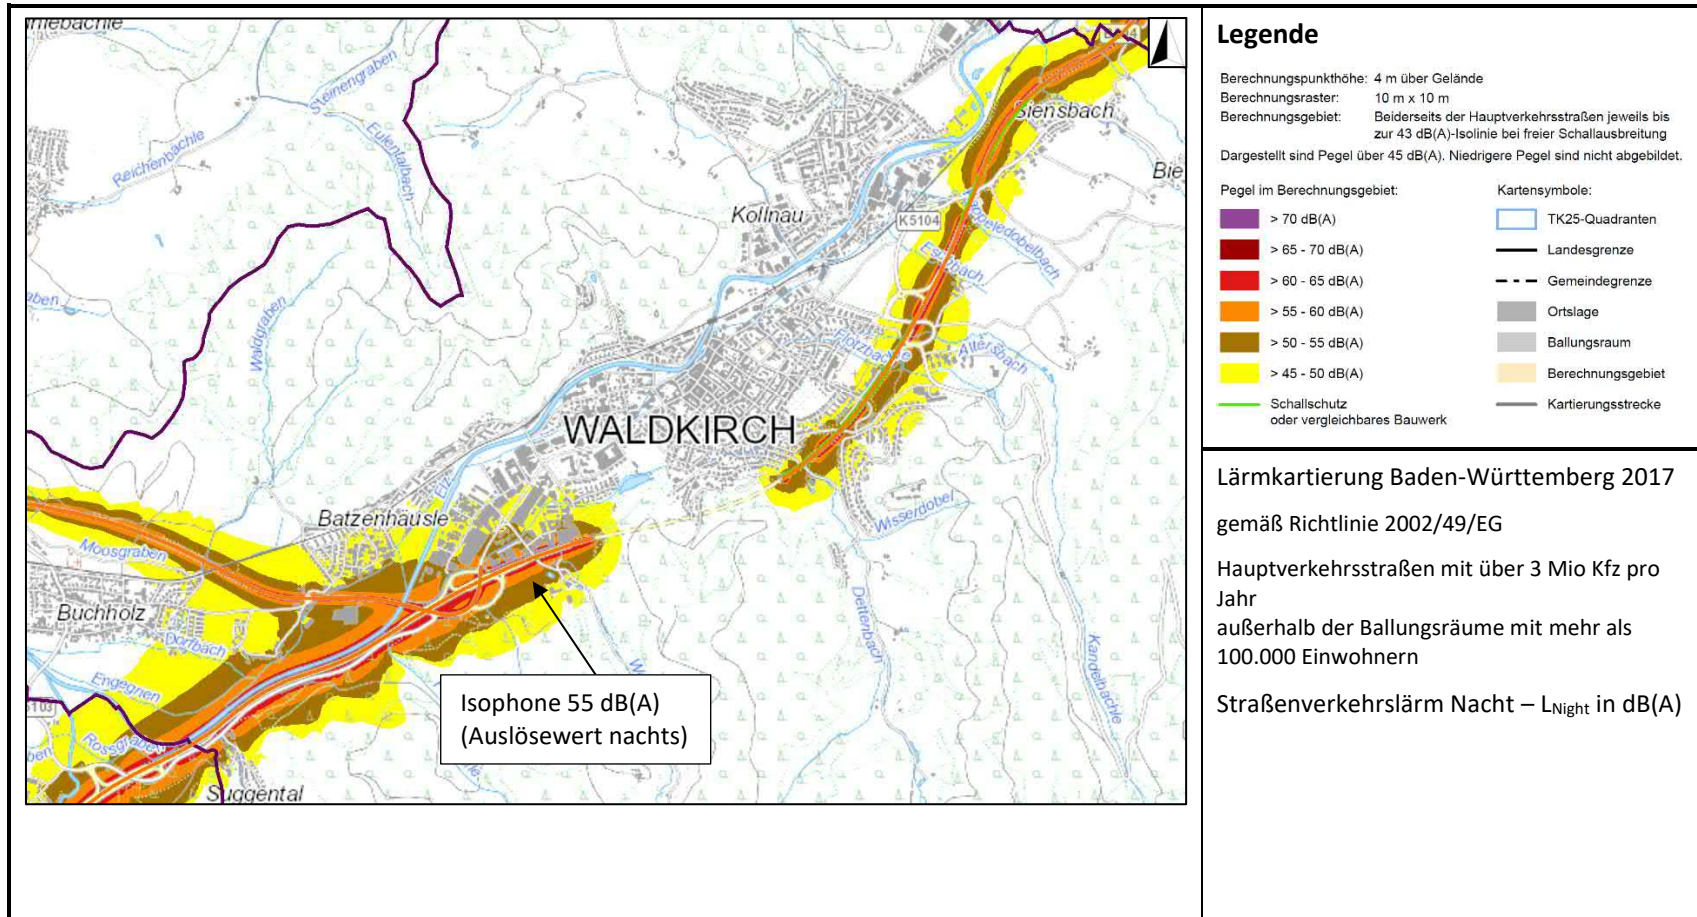 mebächle
Steinengraben
Eulentalbach
Reichenbächle
Siensbach
Bie
Kollnau
K5104
Eselbach
Waldgraben
Altersbach
WALDKIRCH
Elz
Batzenhäusle
Moosgraben
Wisserdobel
Buchholz
Dorfbach
Dettenbach
Kandelbächle
Engegnen
Rossgraben
Suggental
Isophone 55 dB(A)
(Auslösewert nachts)
Legende
Berechnungspunkthöhe: 4 m über Gelände
Berechnungsraster: 10 m x 10 m
Berechnungsgebiet: Beiderseits der Hauptverkehrsstraßen jeweils bis
zur 43 dB(A)-Isolinie bei freier Schallausbreitung
Dargestellt sind Pegel über 45 dB(A). Niedrigere Pegel sind nicht abgebildet.
Pegel im Berechnungsgebiet:
> 70 dB(A)
> 65 - 70 dB(A)
> 60 - 65 dB(A)
> 55 - 60 dB(A)
> 50 - 55 dB(A)
> 45 - 50 dB(A)
Schallschutz
oder vergleichbares Bauwerk
Kartensymbole:
TK25-Quadranten
Landesgrenze
Gemeindegrenze
Ortslage
Ballungsraum
Berechnungsgebiet
Kartierungsstrecke
Lärmkartierung Baden-Württemberg 2017
gemäß Richtlinie 2002/49/EG
Hauptverkehrsstraßen mit über 3 Mio Kfz pro
Jahr
außerhalb der Ballungsräume mit mehr als
100.000 Einwohnern
Straßenverkehrslärm Nacht – LNight in dB(A)